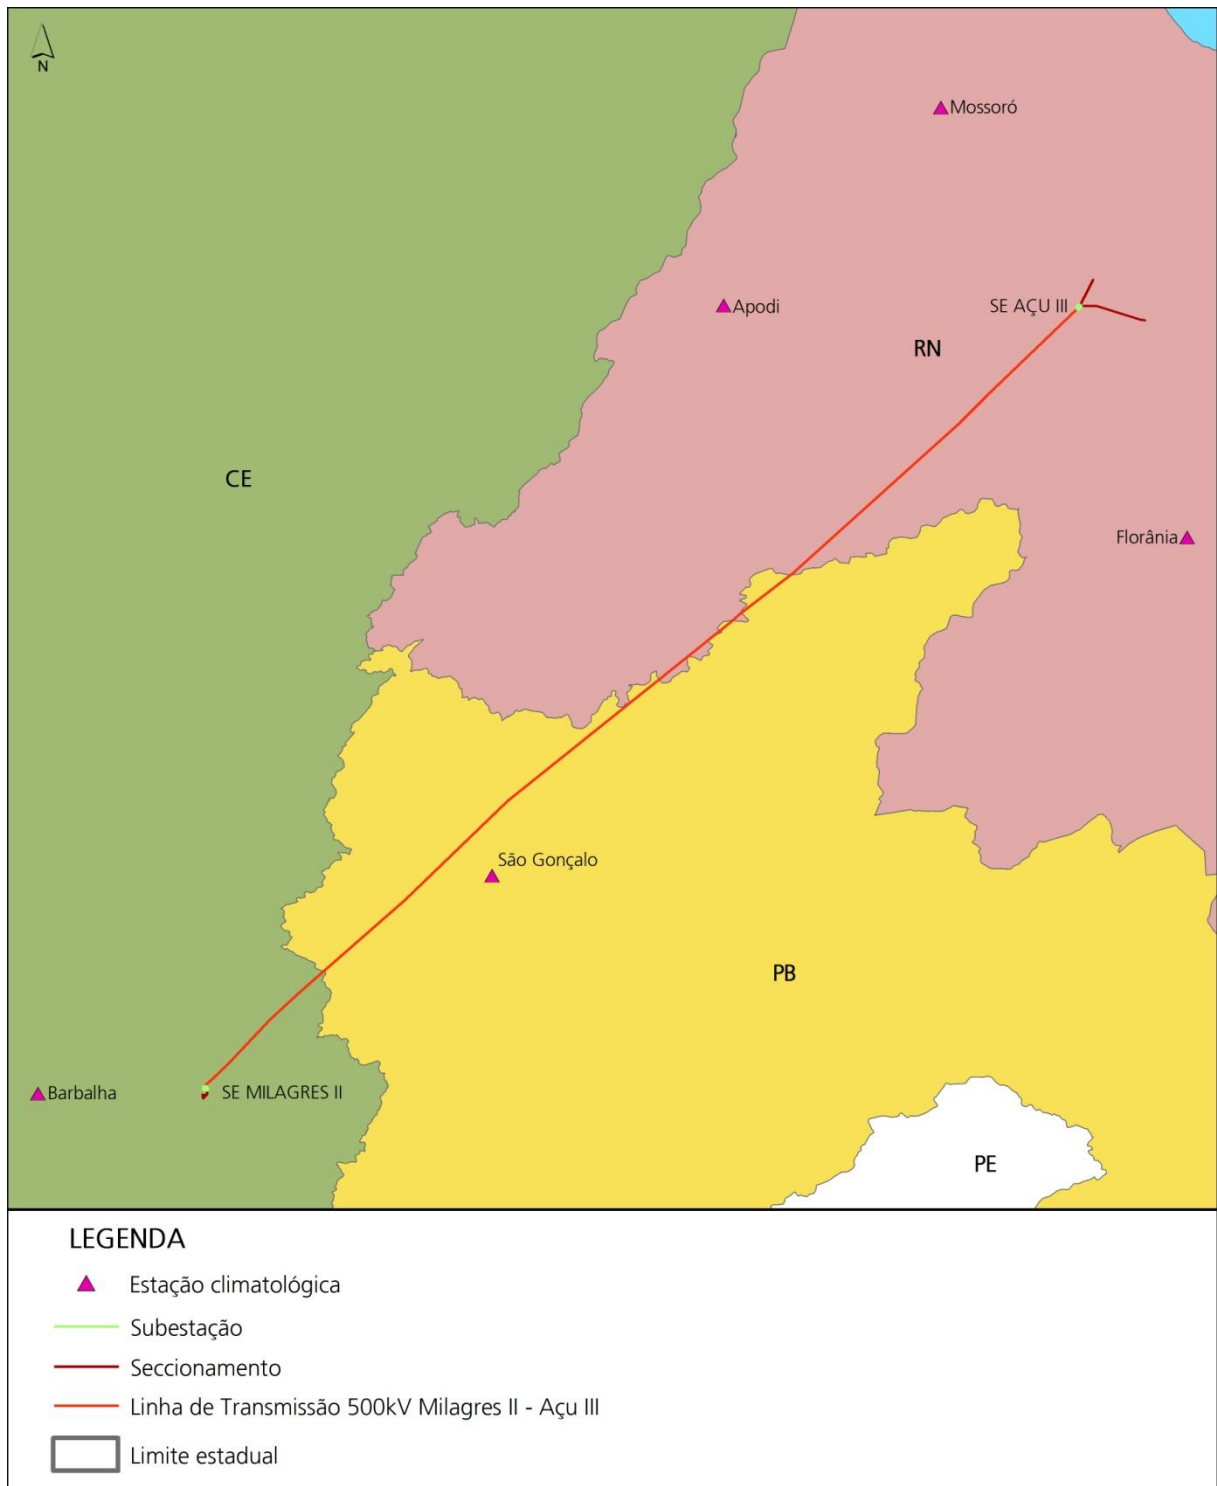 N
Mossoró
Apodi
SE AÇU III
RN
CE
Florânia
São Gonçalo
PB
Barbalha
SE MILAGRES II
PE
LEGENDA
Estação climatológica
Subestação
Seccionamento
Linha de Transmissão 500kV Milagres II - Açu III
Limite estadual